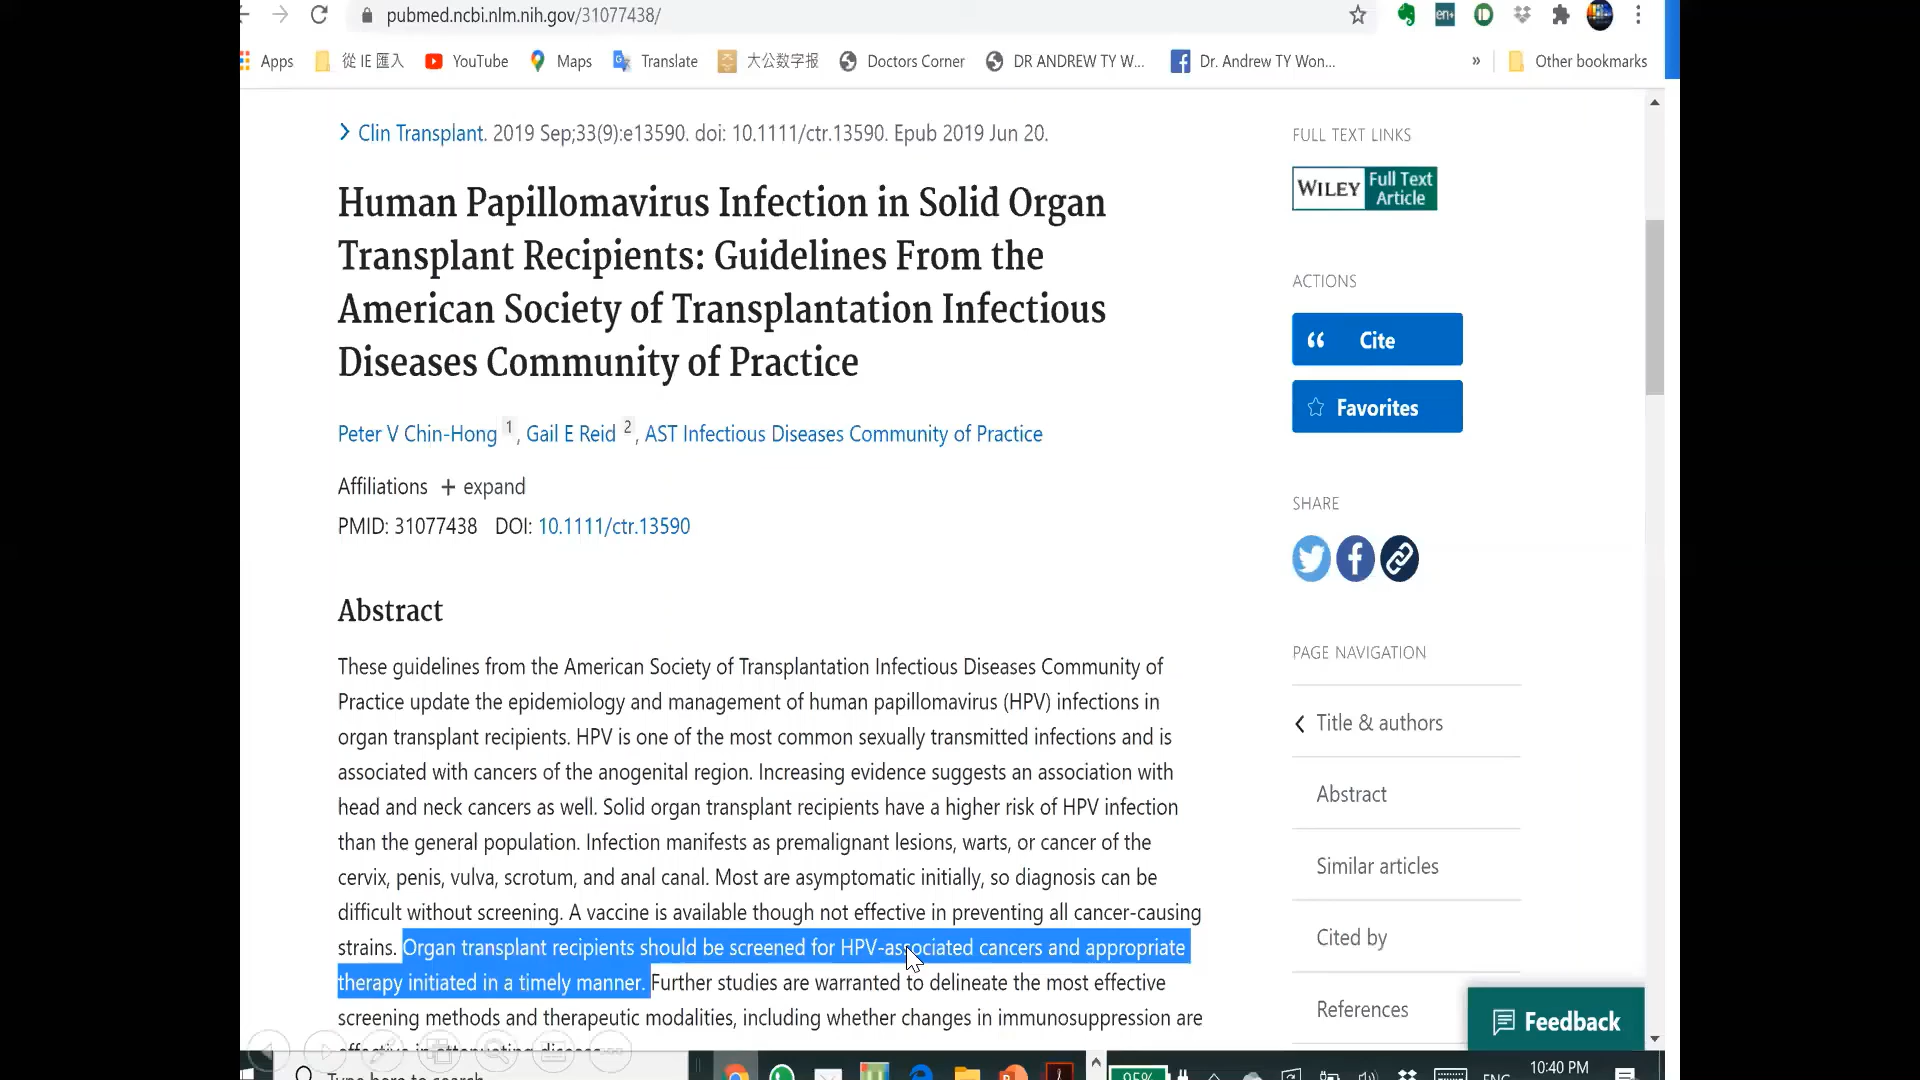 pubmed.ncbi.nlm.nih.gov/31077438/
Apps
從 IE 匯入
YouTube
Maps
Translate
大公数字报
Doctors Corner
DR ANDREW TY W...
Dr. Andrew TY Won...
»
Other bookmarks
Clin Transplant. 2019 Sep;33(9):e13590. doi: 10.1111/ctr.13590. Epub 2019 Jun 20.
Human Papillomavirus Infection in Solid Organ
Transplant Recipients: Guidelines From the
American Society of Transplantation Infectious
Diseases Community of Practice
Peter V Chin-Hong 1, Gail E Reid 2, AST Infectious Diseases Community of Practice
Affiliations + expand
PMID: 31077438 DOI: 10.1111/ctr.13590
Abstract
These guidelines from the American Society of Transplantation Infectious Diseases Community of
Practice update the epidemiology and management of human papillomavirus (HPV) infections in
organ transplant recipients. HPV is one of the most common sexually transmitted infections and is
associated with cancers of the anogenital region. Increasing evidence suggests an association with
head and neck cancers as well. Solid organ transplant recipients have a higher risk of HPV infection
than the general population. Infection manifests as premalignant lesions, warts, or cancer of the
cervix, penis, vulva, scrotum, and anal canal. Most are asymptomatic initially, so diagnosis can be
difficult without screening. A vaccine is available though not effective in preventing all cancer-causing
strains. Organ transplant recipients should be screened for HPV-associated cancers and appropriate
therapy initiated in a timely manner. Further studies are warranted to delineate the most effective
screening methods and therapeutic modalities, including whether changes in immunosuppression are
FULL TEXT LINKS
WILEY Full Text
Article
ACTIONS
Cite
Favorites
SHARE
PAGE NAVIGATION
Title & authors
Abstract
Similar articles
Cited by
References
Feedback
Type here to search
95%
ENG
10:40 PM